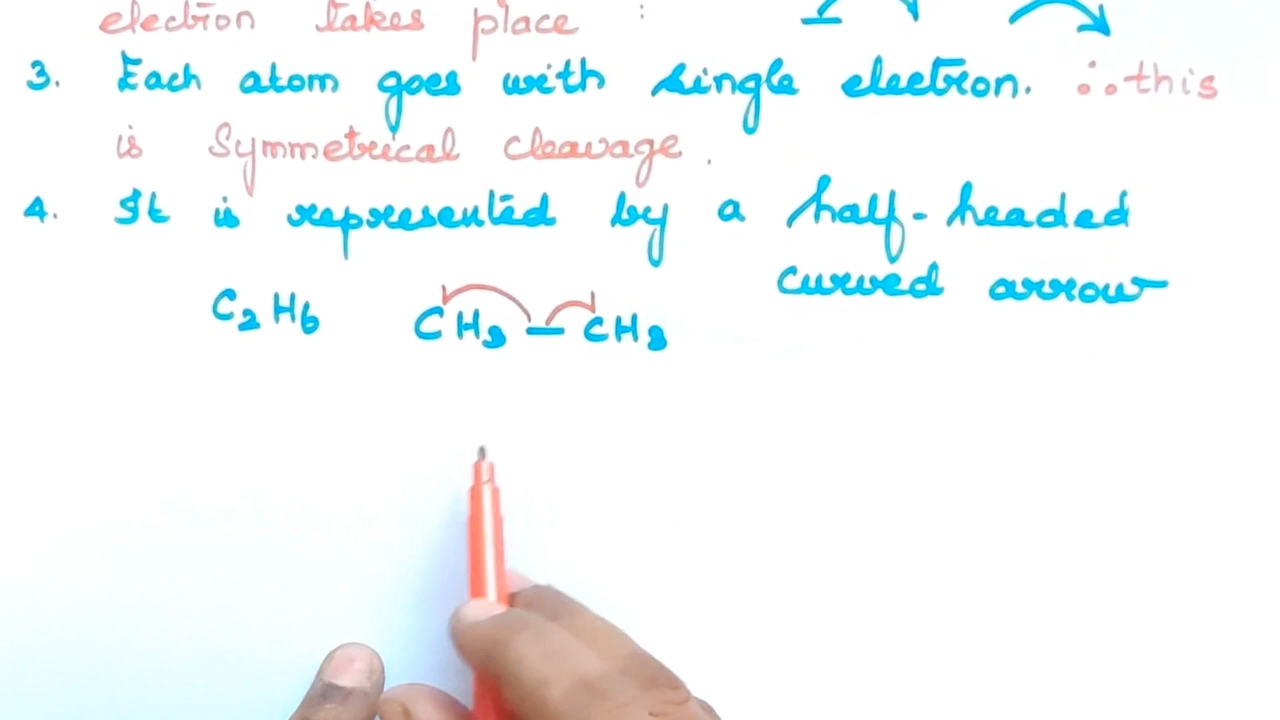 electron takes place :
3. Each atom goes with single electron. ∴ this
is Symmetrical cleavage.
4. It is represented by a half-headed
curved arrow
C₂H₆ CH₃ – CH₃